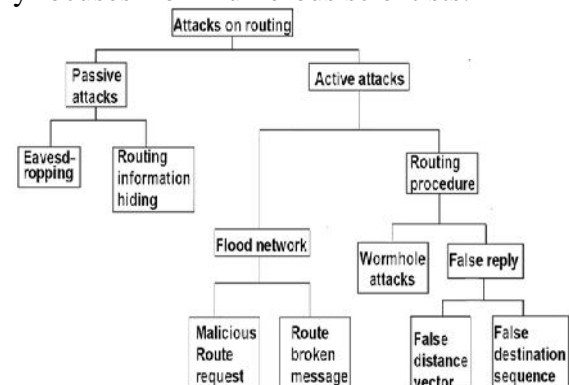 Attacks on routing
Passive
attacks
Active attacks
Eavesd-
ropping
Routing
information
hiding
Routing
procedure
Flood network
Wormhole
attacks
False reply
Malicious
Route
request
Route
broken
message
False
distance
vector
False
destination
sequence